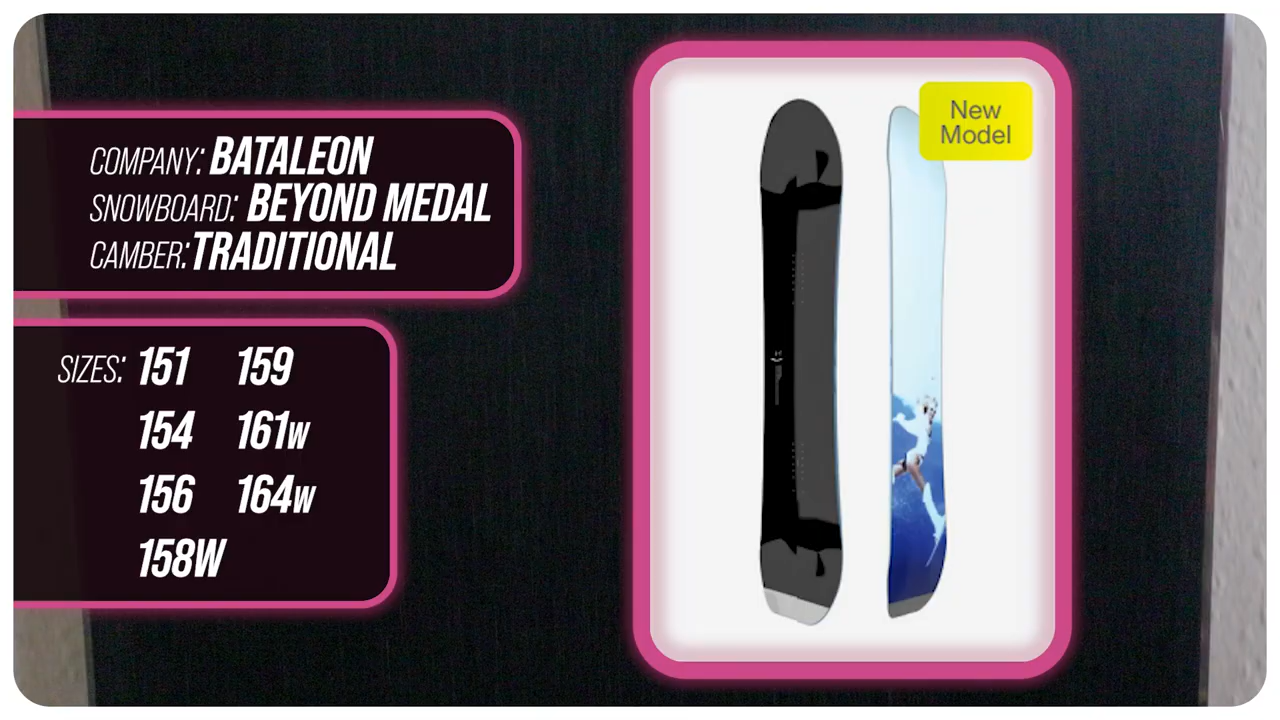 COMPANY: BATALEON
SNOWBOARD: BEYOND MEDAL
CAMBER: TRADITIONAL
SIZES: 151 159
154 161W
156 164W
158W
New
Model